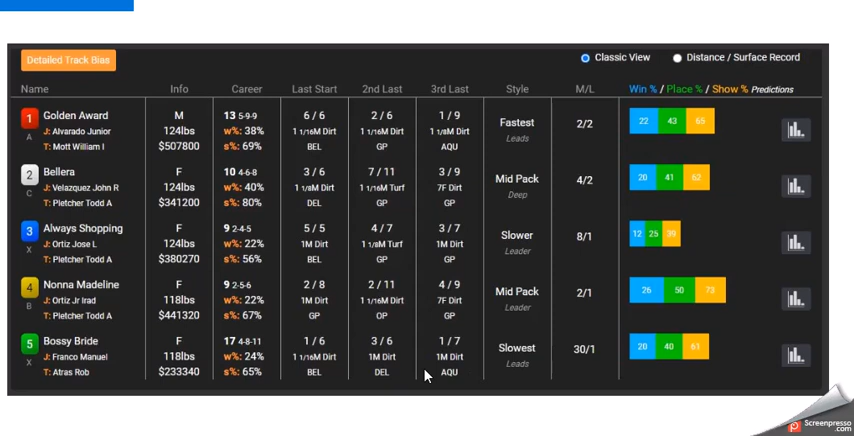 Detailed Track Bias
Classic View Distance / Surface Record
Name Info Career Last Start 2nd Last 3rd Last Style M/L Win % / Place % / Show % Predictions
1 Golden Award M 13 5-9-9 6 / 6 2 / 6 1 / 9 Fastest 2/2 22 43 65
A J: Alvarado Junior 124lbs w%: 38% 1 1/16M Dirt 1 1/16M Dirt 1 1/8M Dirt Leads
T: Mott William I $507800 s%: 69% BEL GP AQU
2 Bellera F 10 4-6-8 3 / 6 7 / 11 3 / 9 Mid Pack 4/2 20 41 62
C J: Velazquez John R 124lbs w%: 40% 1 1/8M Dirt 1 1/16M Turf 7F Dirt Deep
T: Pletcher Todd A $341200 s%: 80% DEL GP GP
3 Always Shopping F 9 2-4-5 5 / 5 4 / 7 3 / 7 Slower 8/1 12 25 39
X J: Ortiz Jose L 124lbs w%: 22% 1M Dirt 1 1/8M Turf 1M Dirt Leader
T: Pletcher Todd A $380270 s%: 56% BEL GP GP
4 Nonna Madeline F 9 2-5-6 2 / 8 2 / 11 4 / 9 Mid Pack 2/1 26 50 73
B J: Ortiz Jr Irad 118lbs w%: 22% 1M Dirt 1 1/16M Dirt 7F Dirt Leader
T: Pletcher Todd A $441320 s%: 67% GP OP GP
5 Bossy Bride F 17 4-8-11 1 / 6 3 / 6 1 / 7 Slowest 30/1 20 40 61
X J: Franco Manuel 118lbs w%: 24% 1 1/16M Dirt 1M Dirt 1M Dirt Leads
T: Atras Rob $233340 s%: 65% BEL DEL AQU
Screenpresso
.com